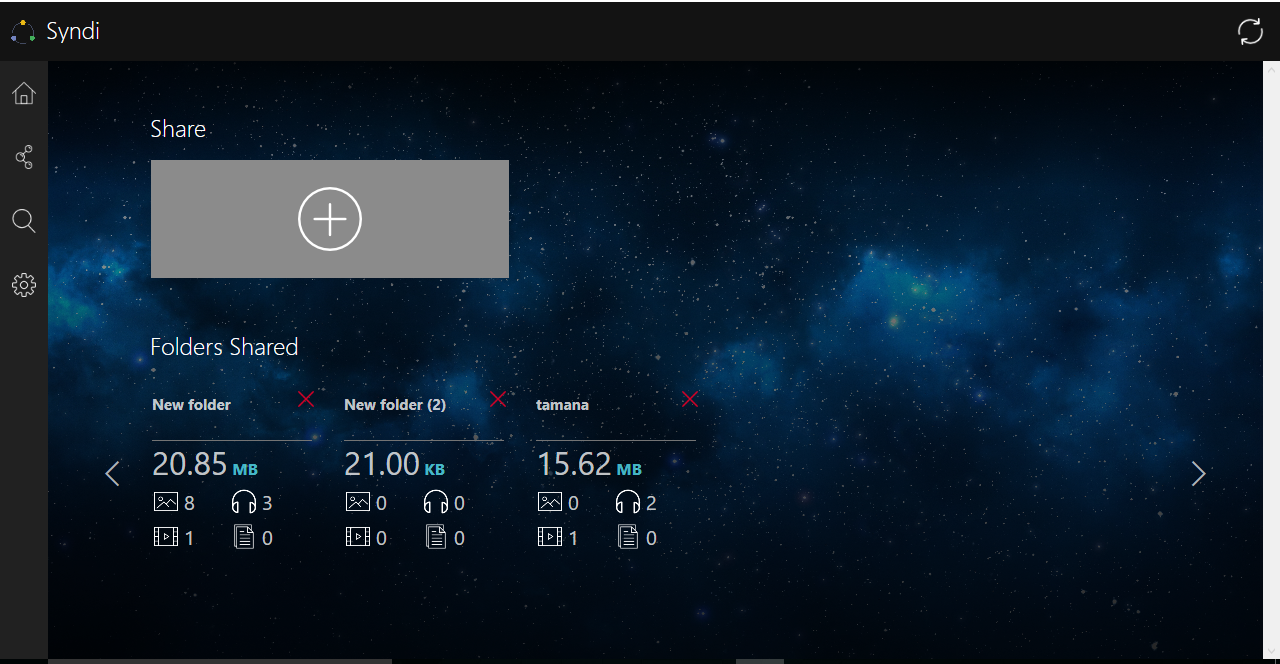 Syndi
Share
Folders Shared
New folder
New folder (2)
tamana
20.85 MB
21.00 KB
15.62 MB
8 3
0 0
0 2
1 0
0 0
1 0